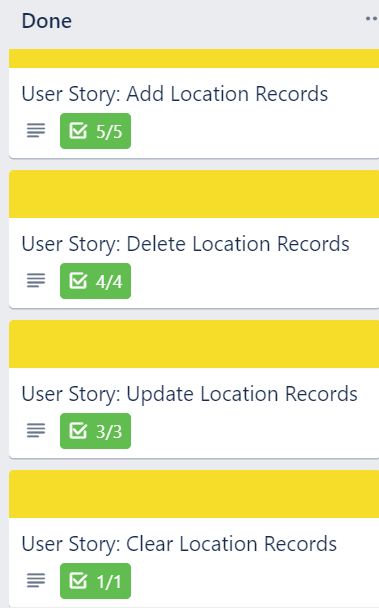 Done
User Story: Add Location Records
5/5
User Story: Delete Location Records
4/4
User Story: Update Location Records
3/3
User Story: Clear Location Records
1/1